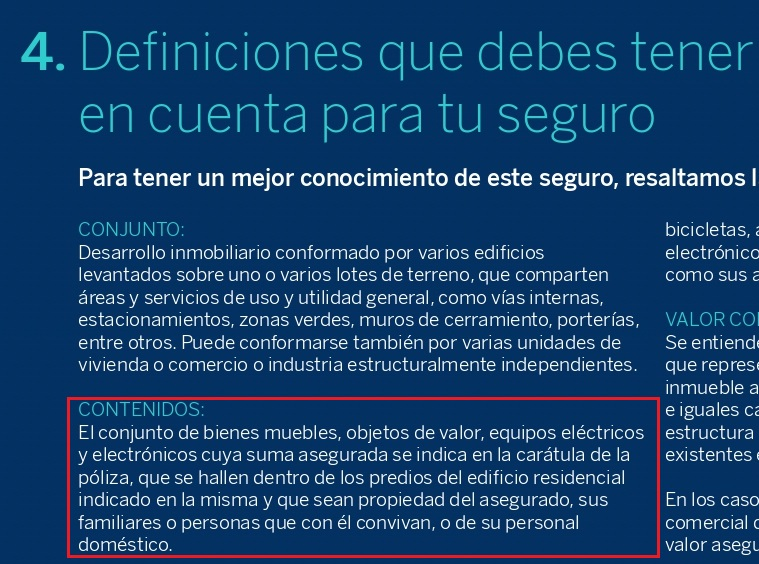 4. Definiciones que debes tener
en cuenta para tu seguro
Para tener un mejor conocimiento de este seguro, resaltamos
CONJUNTO:
Desarrollo inmobiliario conformado por varios edificios
levantados sobre uno o varios lotes de terreno, que comparten
áreas y servicios de uso y utilidad general, como vías internas,
estacionamientos, zonas verdes, muros de cerramiento, porterías,
entre otros. Puede conformarse también por varias unidades de
vivienda o comercio o industria estructuralmente independientes.
CONTENIDOS:
El conjunto de bienes muebles, objetos de valor, equipos eléctricos
y electrónicos cuya suma asegurada se indica en la carátula de la
póliza, que se hallen dentro de los predios del edificio residencial
indicado en la misma y que sean propiedad del asegurado, sus
familiares o personas que con él convivan, o de su personal
doméstico.
bicicletas,
como sus
VALOR
Se
que
inmueble
e iguales
estructura
existentes
En los
comercial
valor